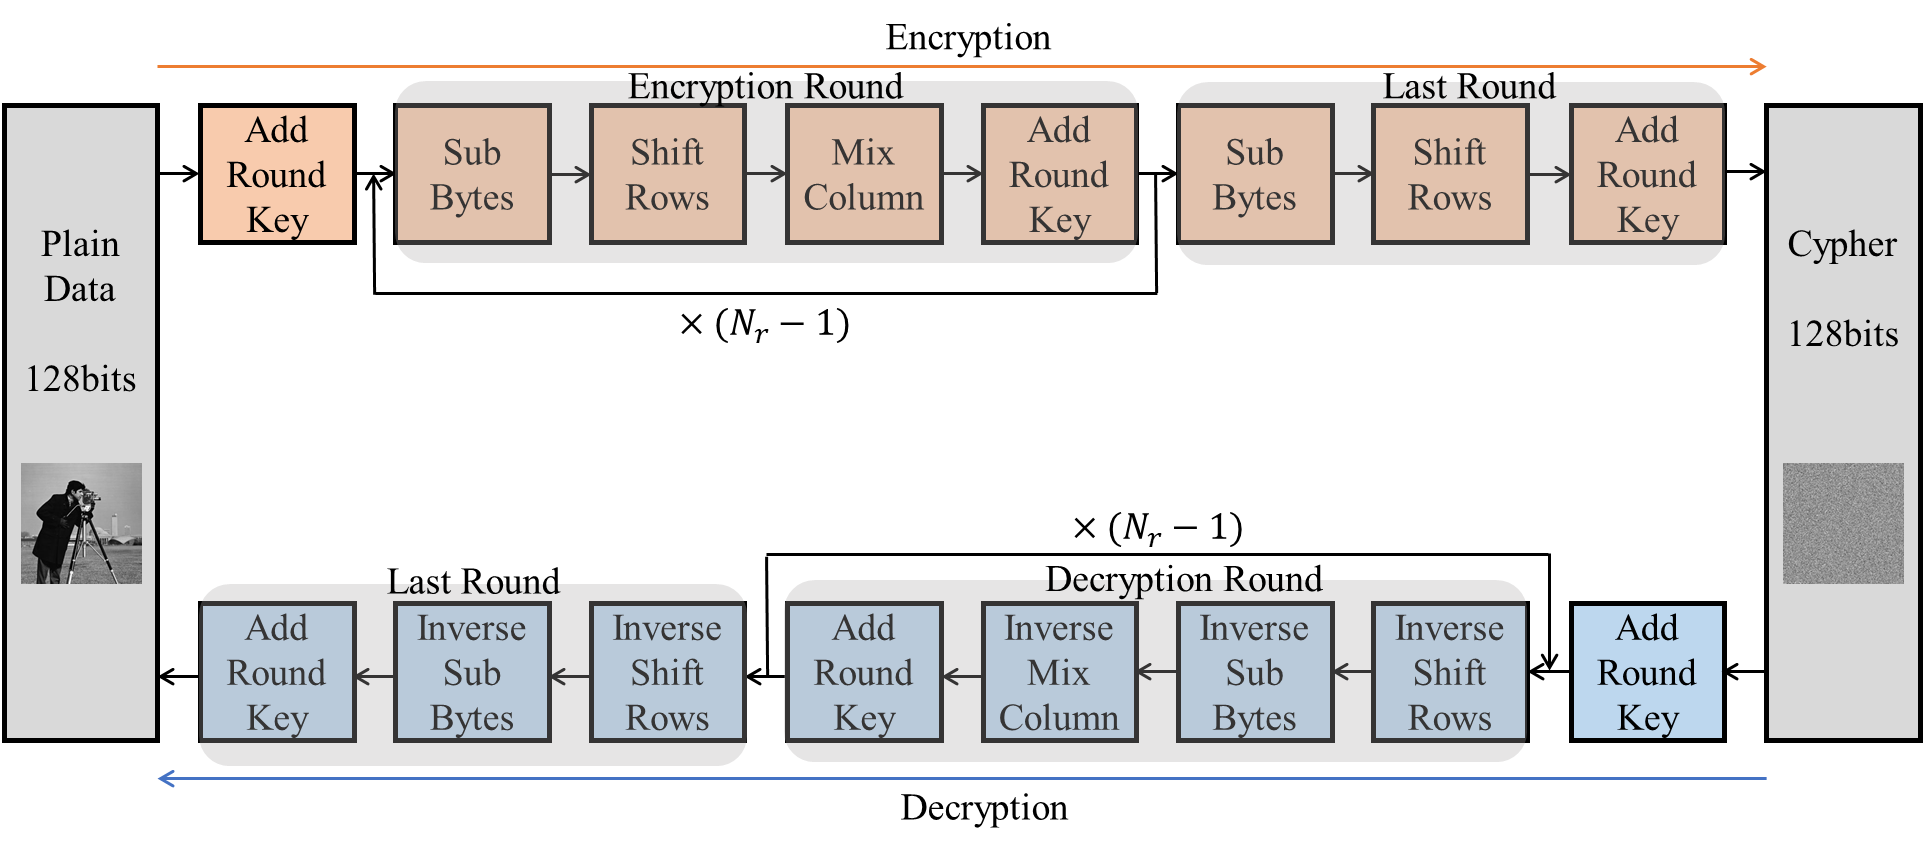 Encryption
Encryption Round
Last Round
Plain
Data
128bits
Add
Round
Key
Sub
Bytes
Shift
Rows
Mix
Column
Add
Round
Key
Sub
Bytes
Shift
Rows
Add
Round
Key
Cypher
128bits
× (Nᵣ − 1)
× (Nᵣ − 1)
Last Round
Decryption Round
Add
Round
Key
Inverse
Sub
Bytes
Inverse
Shift
Rows
Add
Round
Key
Inverse
Mix
Column
Inverse
Sub
Bytes
Inverse
Shift
Rows
Add
Round
Key
Decryption